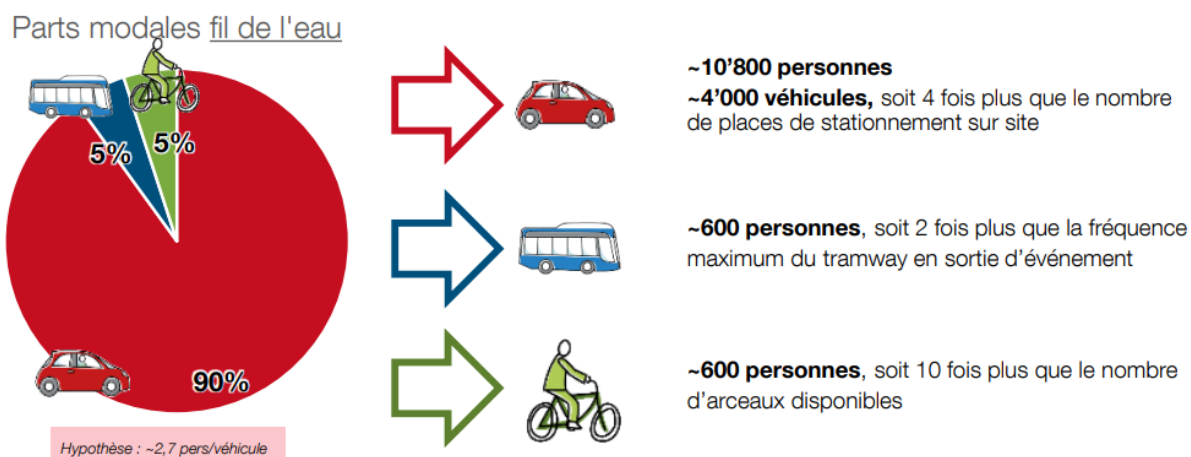 Parts modales fil de l'eau
5%
5%
90%
Hypothèse : ~2,7 pers/véhicule
~10'800 personnes
~4'000 véhicules, soit 4 fois plus que le nombre
de places de stationnement sur site
~600 personnes, soit 2 fois plus que la fréquence
maximum du tramway en sortie d'événement
~600 personnes, soit 10 fois plus que le nombre
d'arceaux disponibles